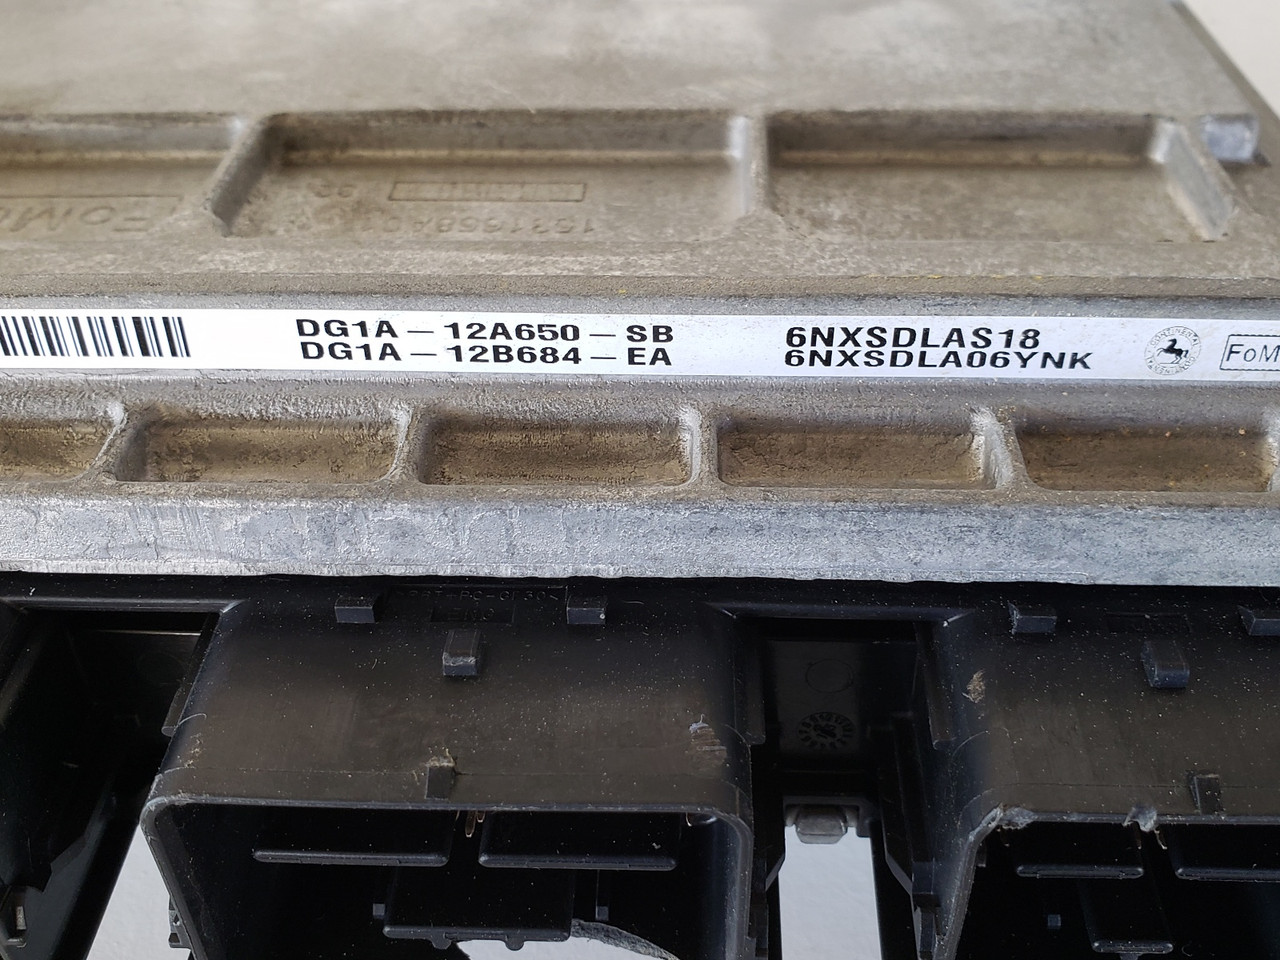 DG1A-12A650-SB
DG1A-12B684-EA
6NXSDLAS18
6NXSDLA06YNK
FoM